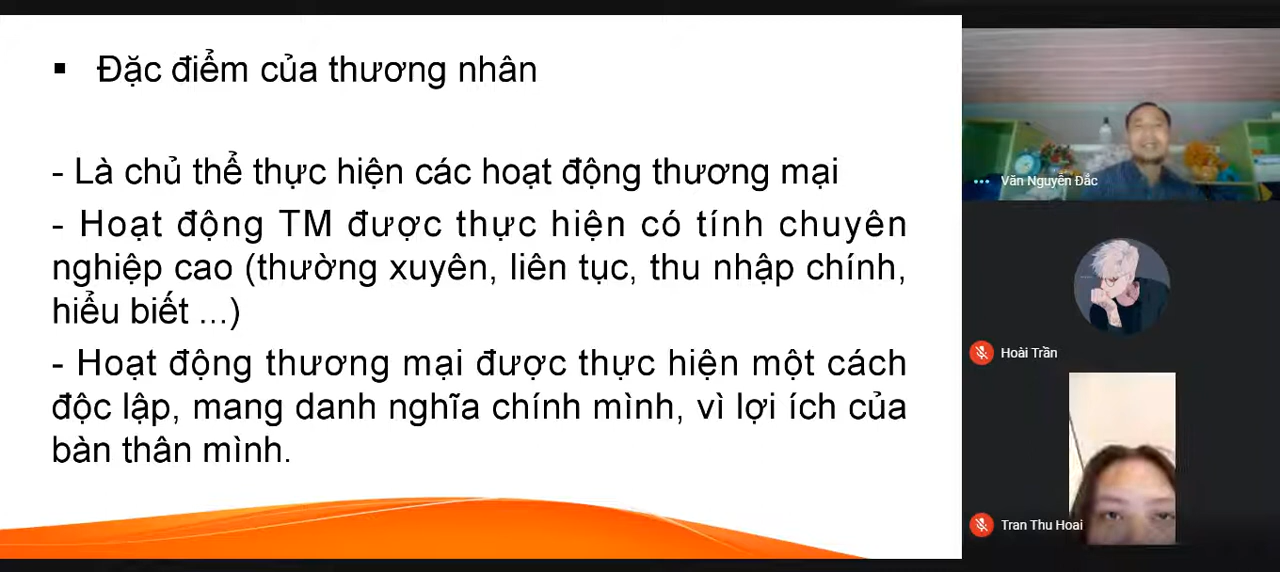 ▪ Đặc điểm của thương nhân
- Là chủ thể thực hiện các hoạt động thương mại
- Hoạt động TM được thực hiện có tính chuyên
nghiệp cao (thường xuyên, liên tục, thu nhập chính,
hiểu biết ...)
- Hoạt động thương mại được thực hiện một cách
độc lập, mang danh nghĩa chính mình, vì lợi ích của
bàn thân mình.
Văn Nguyễn Đắc
Hoài Trần
Tran Thu Hoai